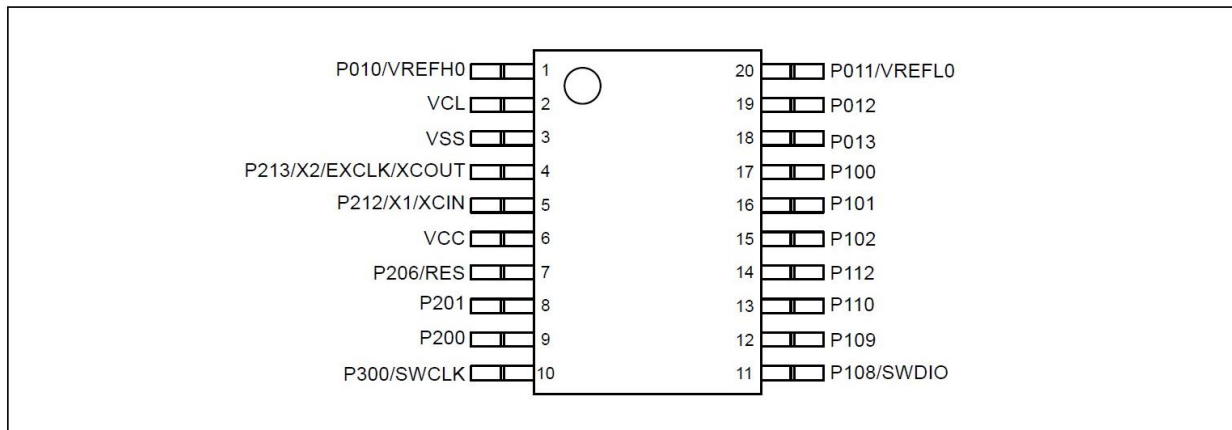 P010/VREFH0 1 20 P011/VREFL0
VCL 2 19 P012
VSS 3 18 P013
P213/X2/EXCLK/XCOUT 4 17 P100
P212/X1/XCIN 5 16 P101
VCC 6 15 P102
P206/RES 7 14 P112
P201 8 13 P110
P200 9 12 P109
P300/SWCLK 10 11 P108/SWDIO